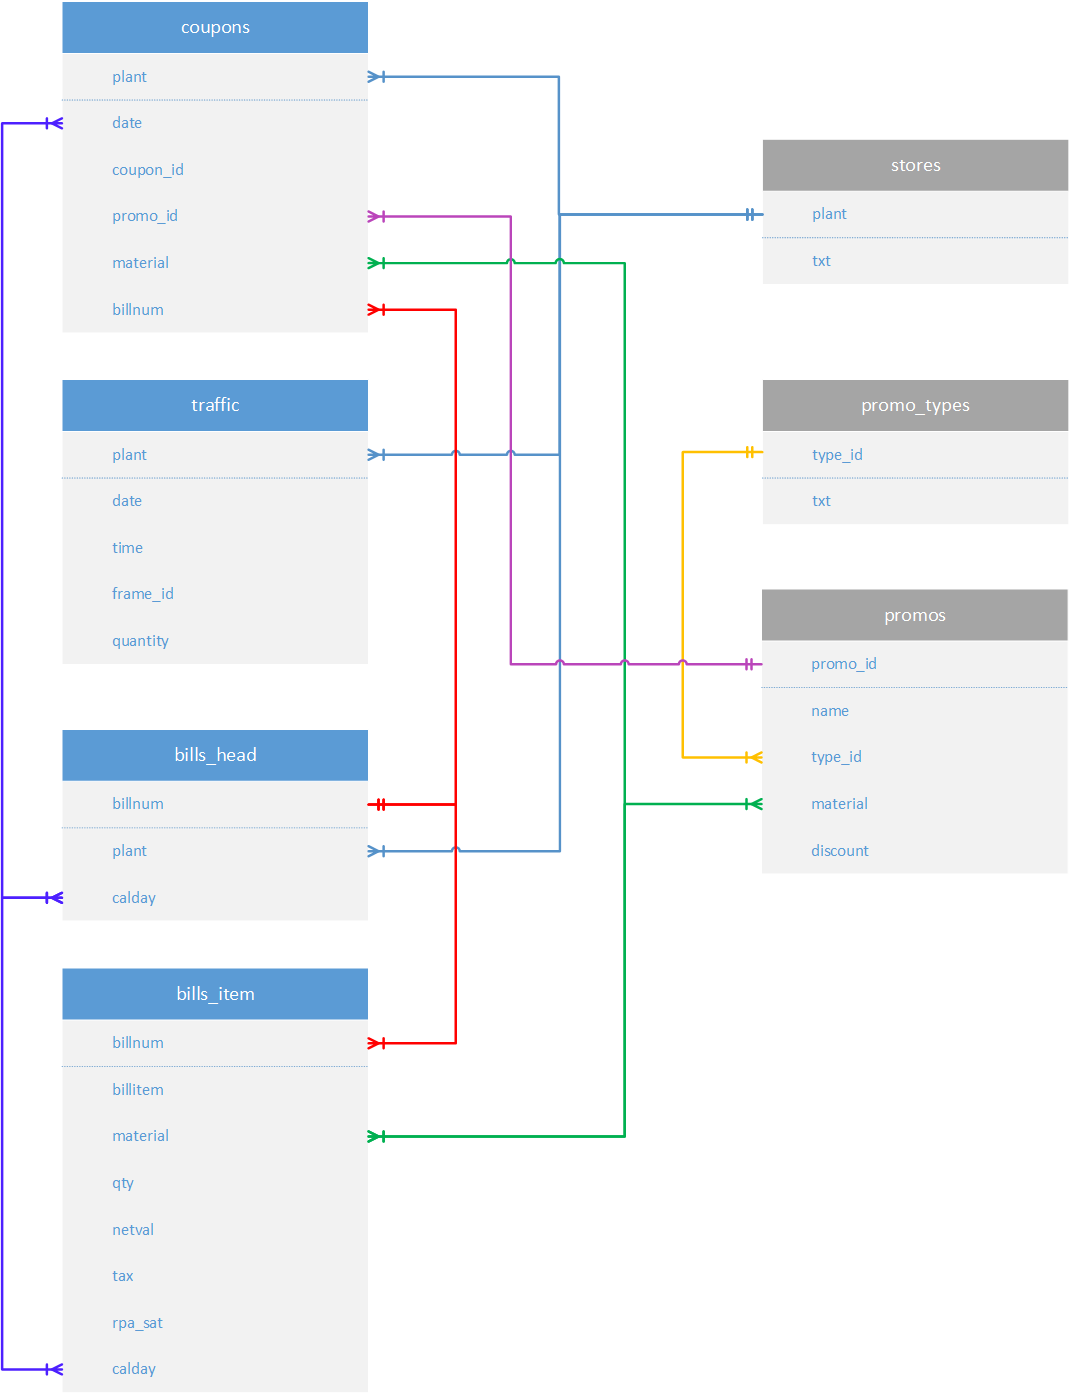 coupons
plant
date
coupon_id
promo_id
material
billnum
traffic
plant
date
time
frame_id
quantity
bills_head
billnum
plant
calday
bills_item
billnum
billitem
material
qty
netval
tax
rpa_sat
calday
stores
plant
txt
promo_types
type_id
txt
promos
promo_id
name
type_id
material
discount